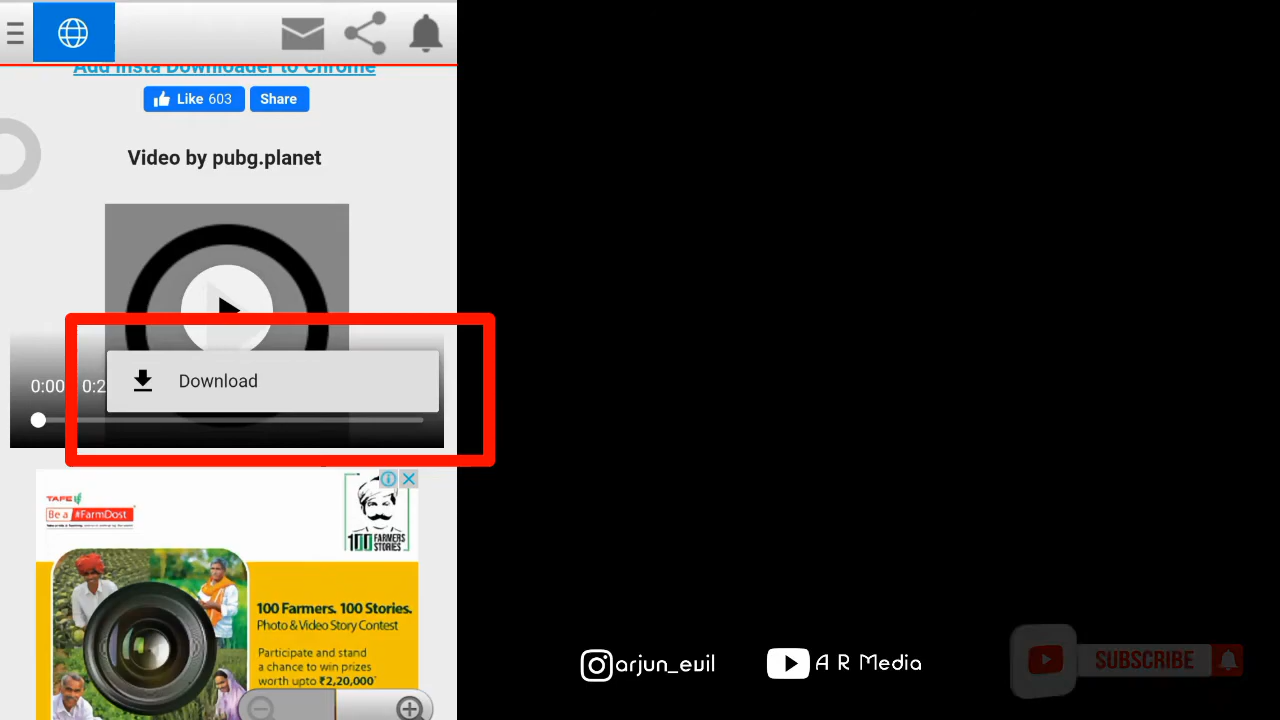 Add Insta Downloader to Chrome
Like 603
Share
Video by pubg.planet
0:00
0:2
Download
TAFE
Be a #FarmDost
100 FARMERS
STORIES
100 Farmers. 100 Stories.
Photo & Video Story Contest
Participate and stand
a chance to win prizes
worth upto ₹2,20,000*
arjun_evil
A R Media
SUBSCRIBE